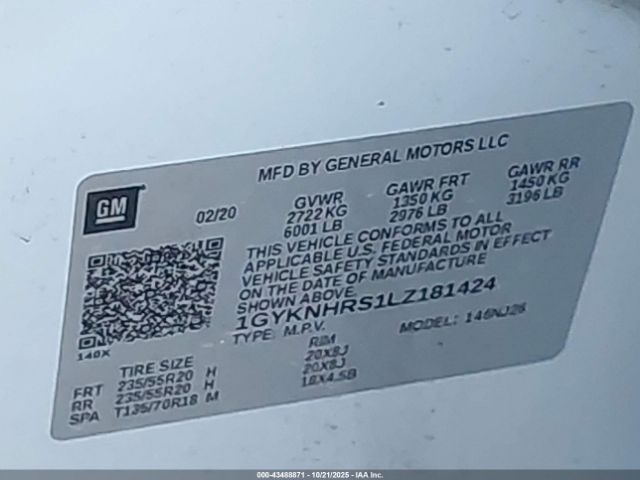 MFD BY GENERAL MOTORS LLC
GM
02/20
GVWR GAWR FRT GAWR RR
2722 KG 1350 KG 1450 KG
6001 LB 2976 LB 3196 LB
THIS VEHICLE CONFORMS TO ALL
APPLICABLE U.S. FEDERAL MOTOR
VEHICLE SAFETY STANDARDS IN EFFECT
ON THE DATE OF MANUFACTURE
SHOWN ABOVE.
1GYKNHRS1LZ181424
TYPE: M.P.V. MODEL: 146NJ26
140X
TIRE SIZE RIM
FRT 235/55R20 H 20X8J
RR 235/55R20 H 20X8J
SPA T135/70R18 M 18X4.5B
000-43488871 - 10/21/2025 - Copyright © 2025 IAA Inc.